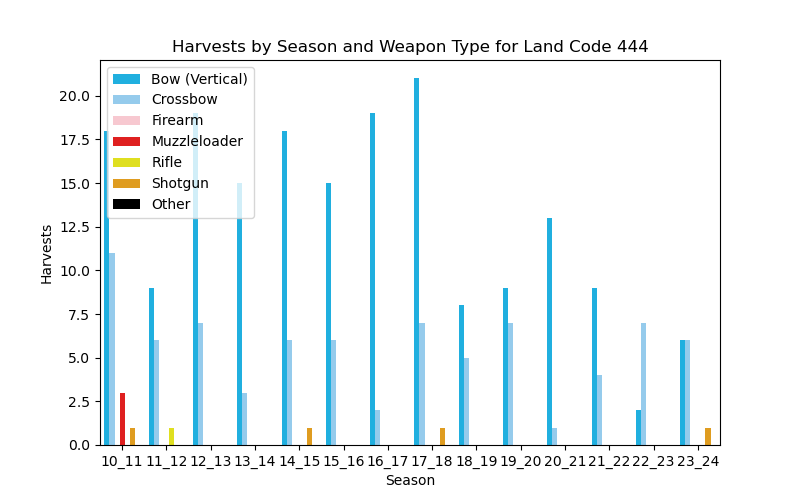 Harvests by Season and Weapon Type for Land Code 444
Bow (Vertical)
Crossbow
Firearm
Muzzleloader
Rifle
Shotgun
Other
20.0
17.5
15.0
12.5
10.0
7.5
5.0
2.5
0.0
Harvests
10_11 11_12 12_13 13_14 14_15 15_16 16_17 17_18 18_19 19_20 20_21 21_22 22_23 23_24
Season